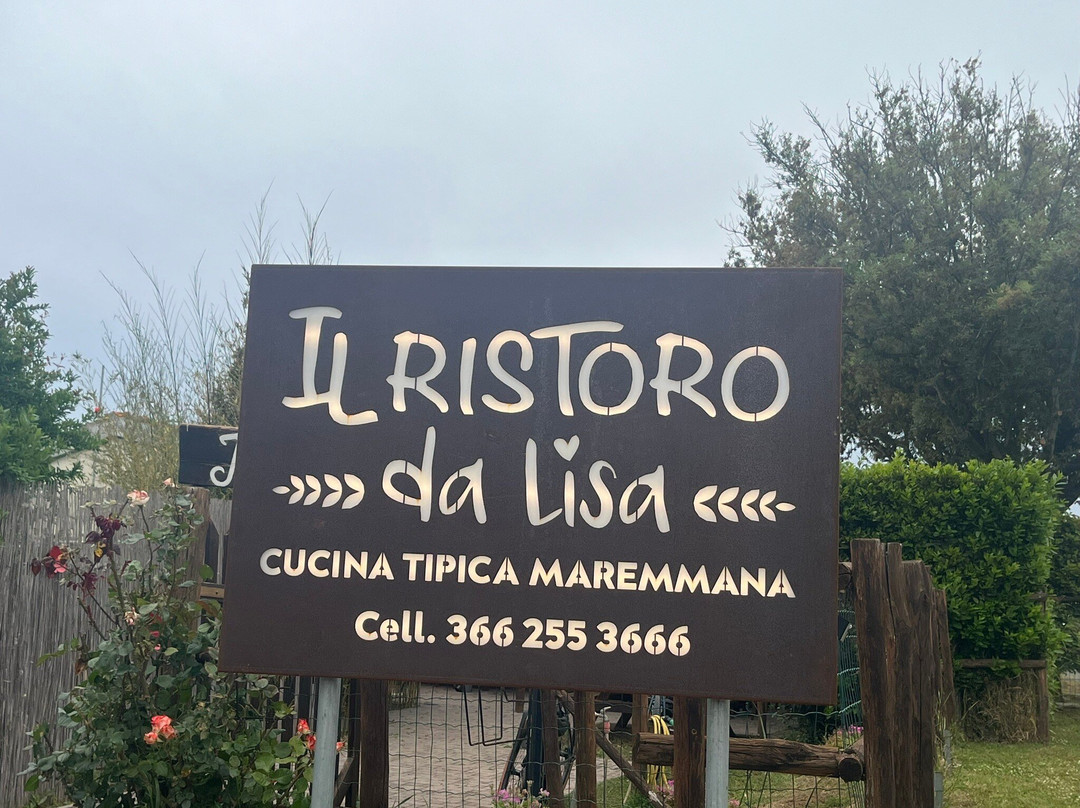 IL RISTORO
da Lisa
CUCINA TIPICA MAREMMANA
Cell. 366 255 3666